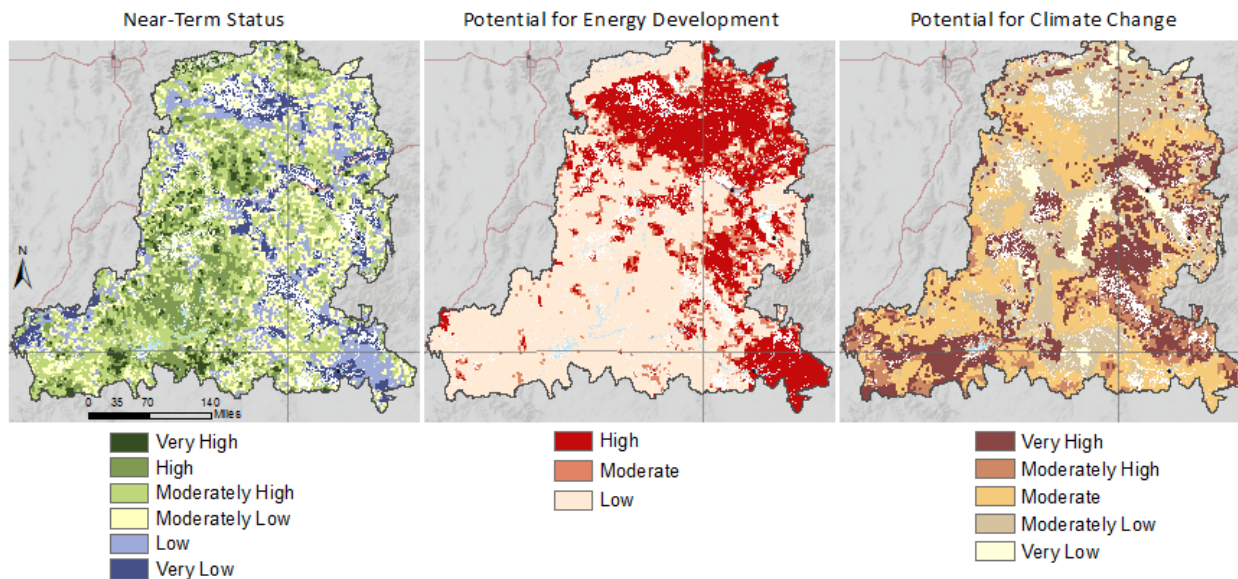 Near-Term Status
Potential for Energy Development
Potential for Climate Change
N
0 35 70 140
Miles
Very High
High
Moderately High
Moderately Low
Low
Very Low
High
Moderate
Low
Very High
Moderately High
Moderate
Moderately Low
Very Low